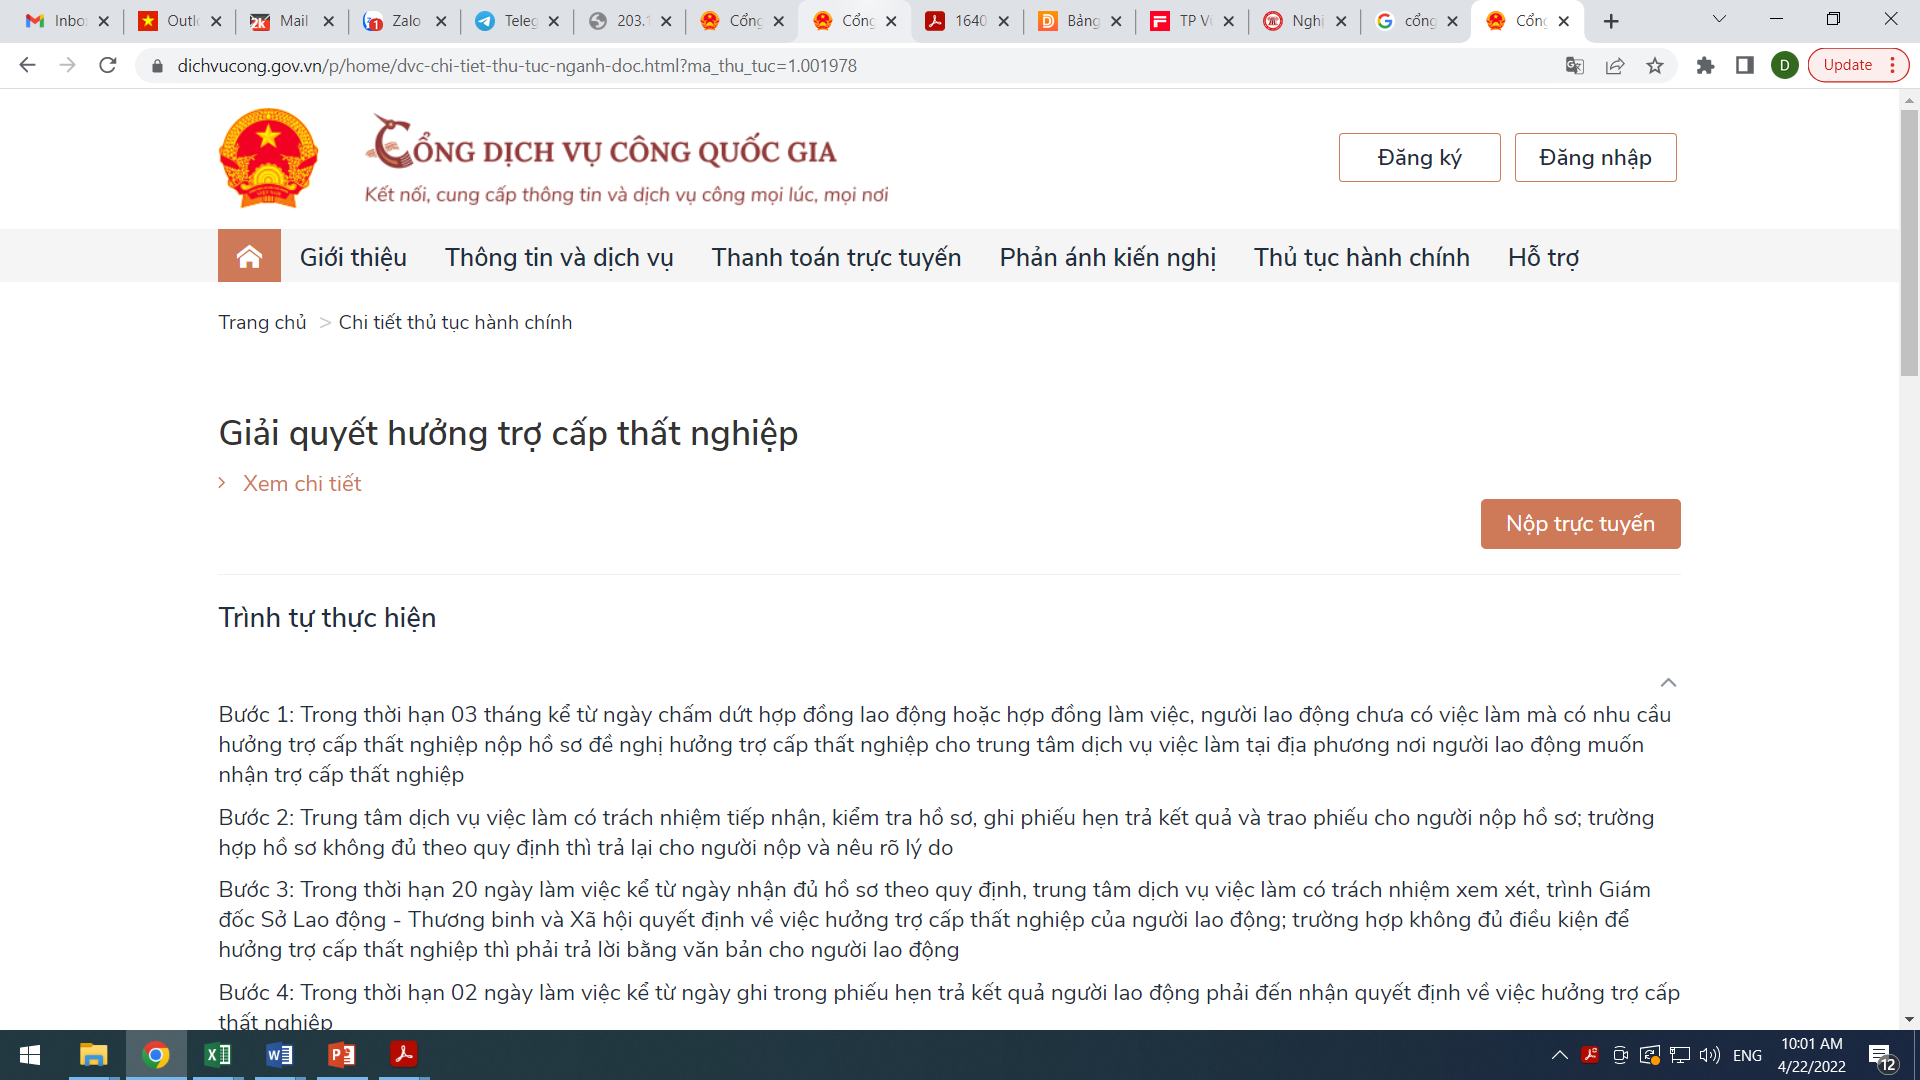 Inbo Outl Mail Zalo Teleg 203.1 Cổng Cổng 1640 Bảng TP Vũ Nghị cổng Cổng
dichvucong.gov.vn/p/home/dvc-chi-tiet-thu-tuc-nganh-doc.html?ma_thu_tuc=1.001978
D Update
CỔNG DỊCH VỤ CÔNG QUỐC GIA
Kết nối, cung cấp thông tin và dịch vụ công mọi lúc, mọi nơi
Đăng ký Đăng nhập
Giới thiệu Thông tin và dịch vụ Thanh toán trực tuyến Phản ánh kiến nghị Thủ tục hành chính Hỗ trợ
Trang chủ > Chi tiết thủ tục hành chính
Giải quyết hưởng trợ cấp thất nghiệp
Xem chi tiết
Nộp trực tuyến
Trình tự thực hiện
Bước 1: Trong thời hạn 03 tháng kể từ ngày chấm dứt hợp đồng lao động hoặc hợp đồng làm việc, người lao động chưa có việc làm mà có nhu cầu
hưởng trợ cấp thất nghiệp nộp hồ sơ đề nghị hưởng trợ cấp thất nghiệp cho trung tâm dịch vụ việc làm tại địa phương nơi người lao động muốn
nhận trợ cấp thất nghiệp
Bước 2: Trung tâm dịch vụ việc làm có trách nhiệm tiếp nhận, kiểm tra hồ sơ, ghi phiếu hẹn trả kết quả và trao phiếu cho người nộp hồ sơ; trường
hợp hồ sơ không đủ theo quy định thì trả lại cho người nộp và nêu rõ lý do
Bước 3: Trong thời hạn 20 ngày làm việc kể từ ngày nhận đủ hồ sơ theo quy định, trung tâm dịch vụ việc làm có trách nhiệm xem xét, trình Giám
đốc Sở Lao động - Thương binh và Xã hội quyết định về việc hưởng trợ cấp thất nghiệp của người lao động; trường hợp không đủ điều kiện để
hưởng trợ cấp thất nghiệp thì phải trả lời bằng văn bản cho người lao động
Bước 4: Trong thời hạn 02 ngày làm việc kể từ ngày ghi trong phiếu hẹn trả kết quả người lao động phải đến nhận quyết định về việc hưởng trợ cấp
thất nghiệp
ENG
10:01 AM
4/22/2022
12